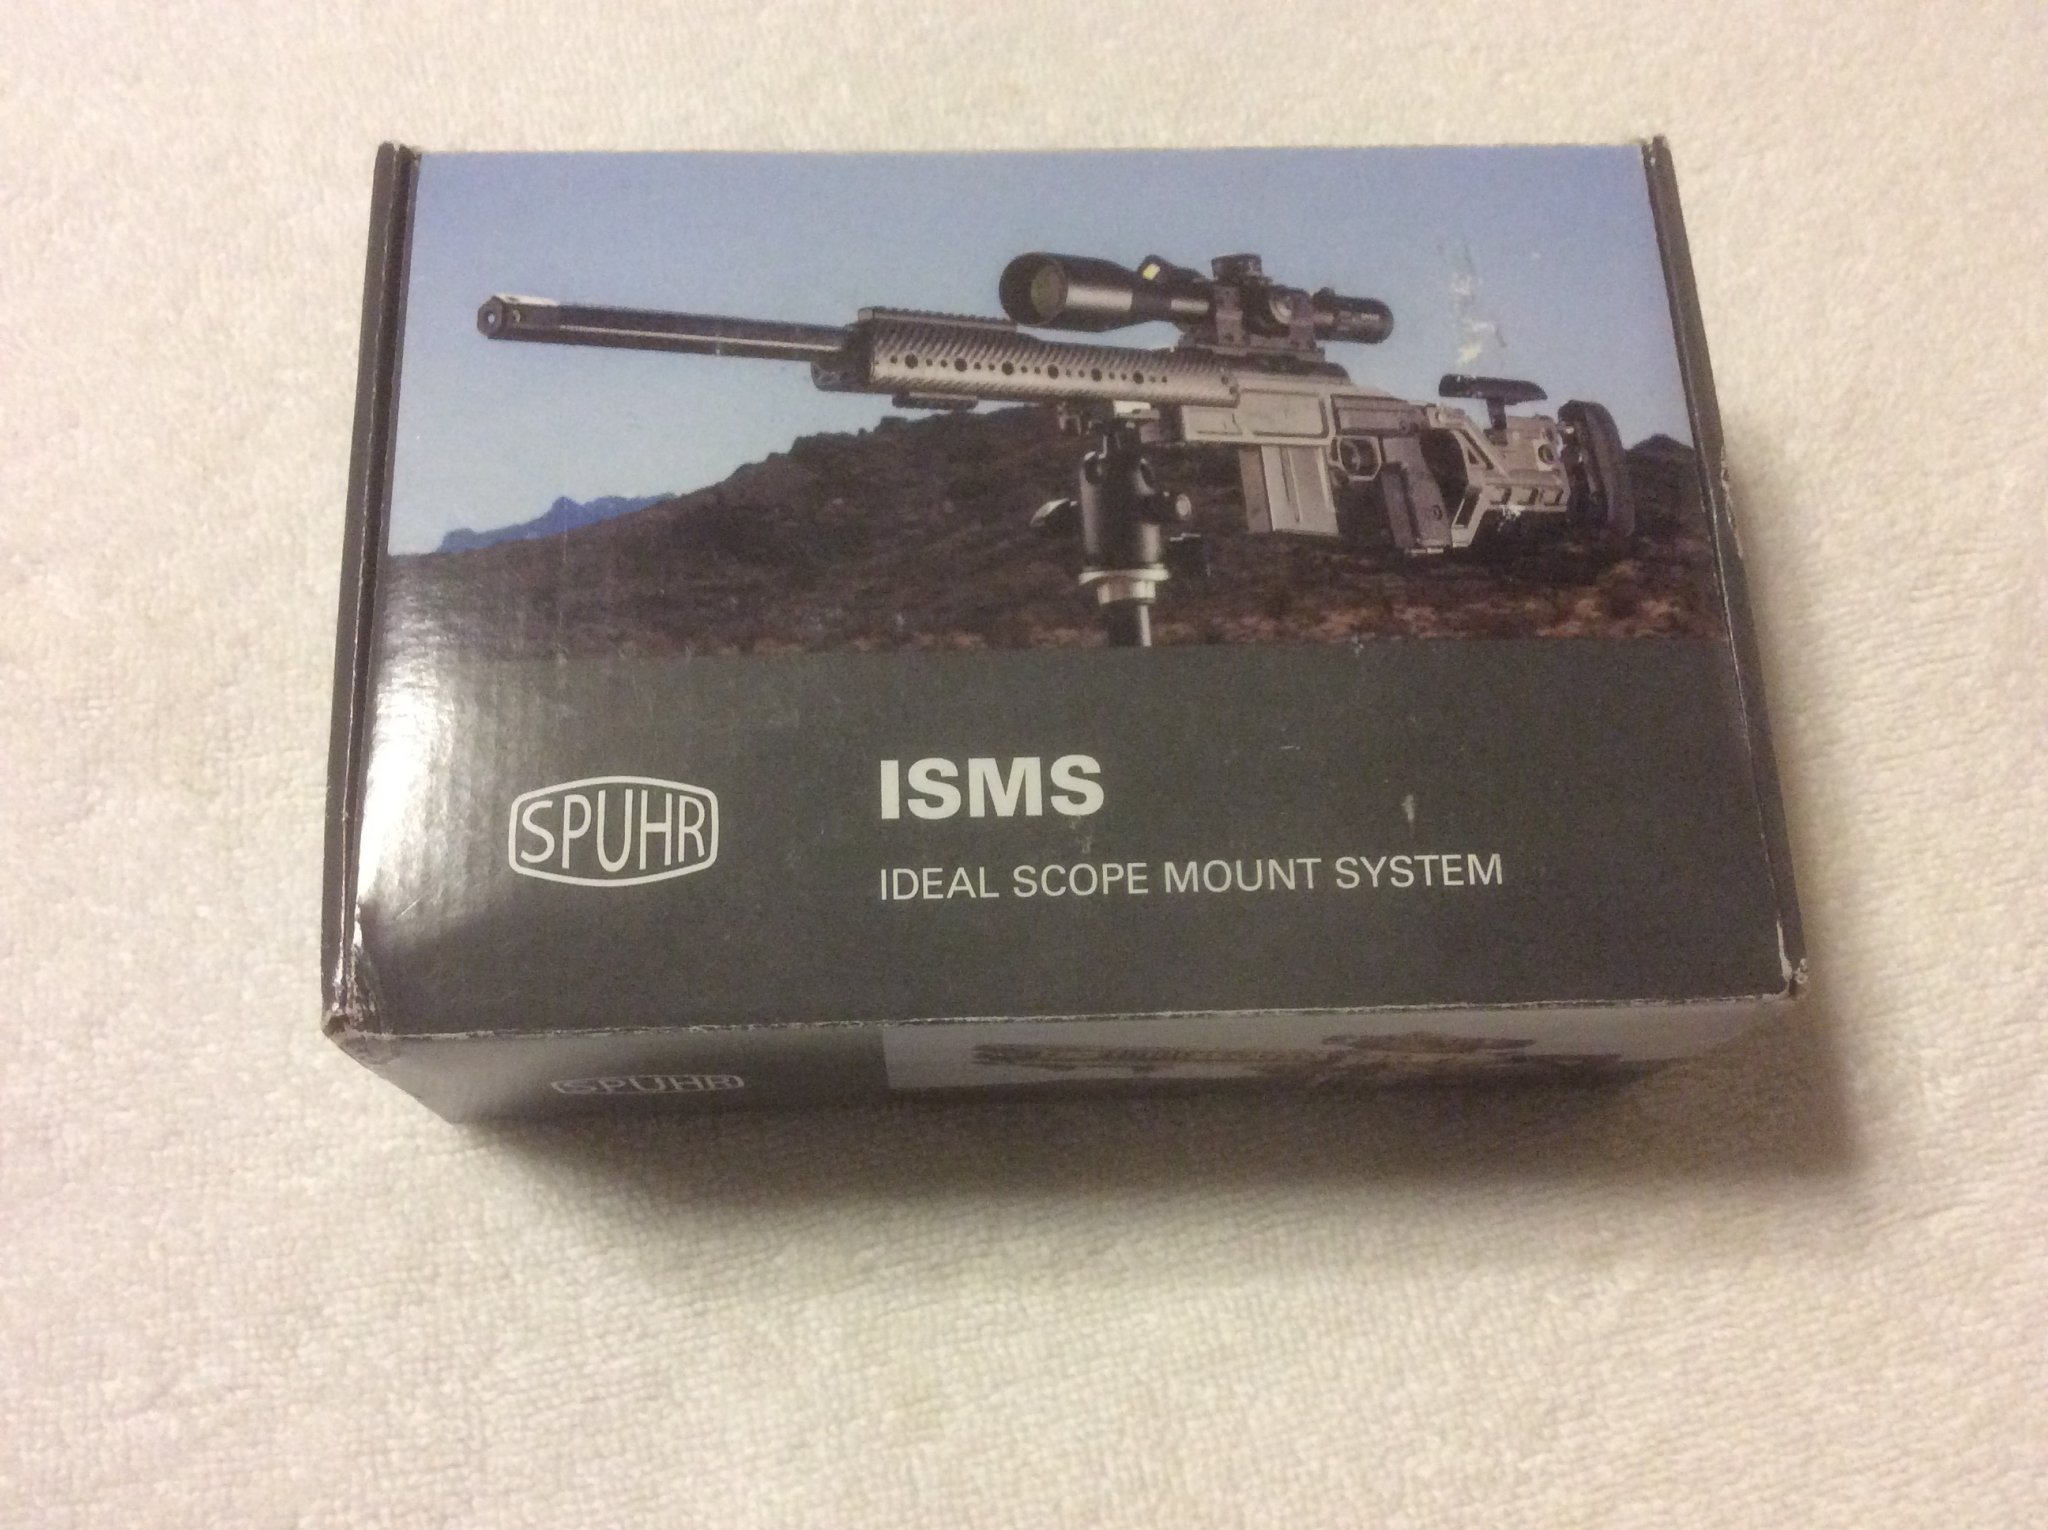 SPUHR
ISMS
IDEAL SCOPE MOUNT SYSTEM
SPUHR